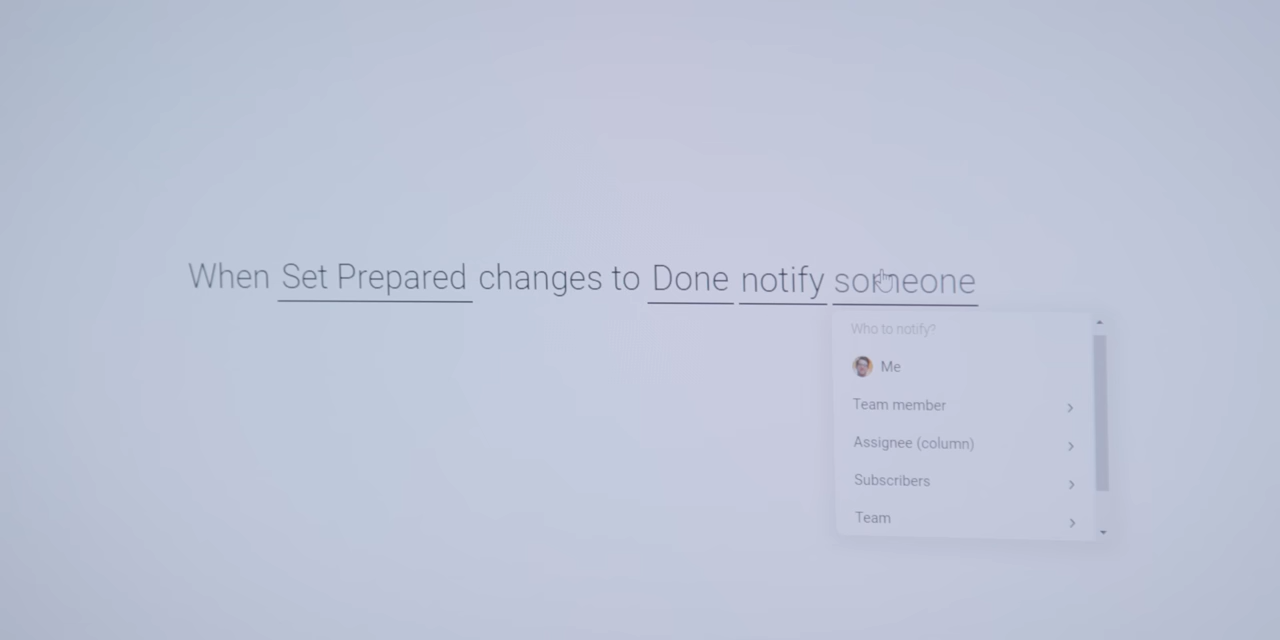 When Set Prepared changes to Done notify someone
Who to notify?
Me
Team member
Assignee (column)
Subscribers
Team